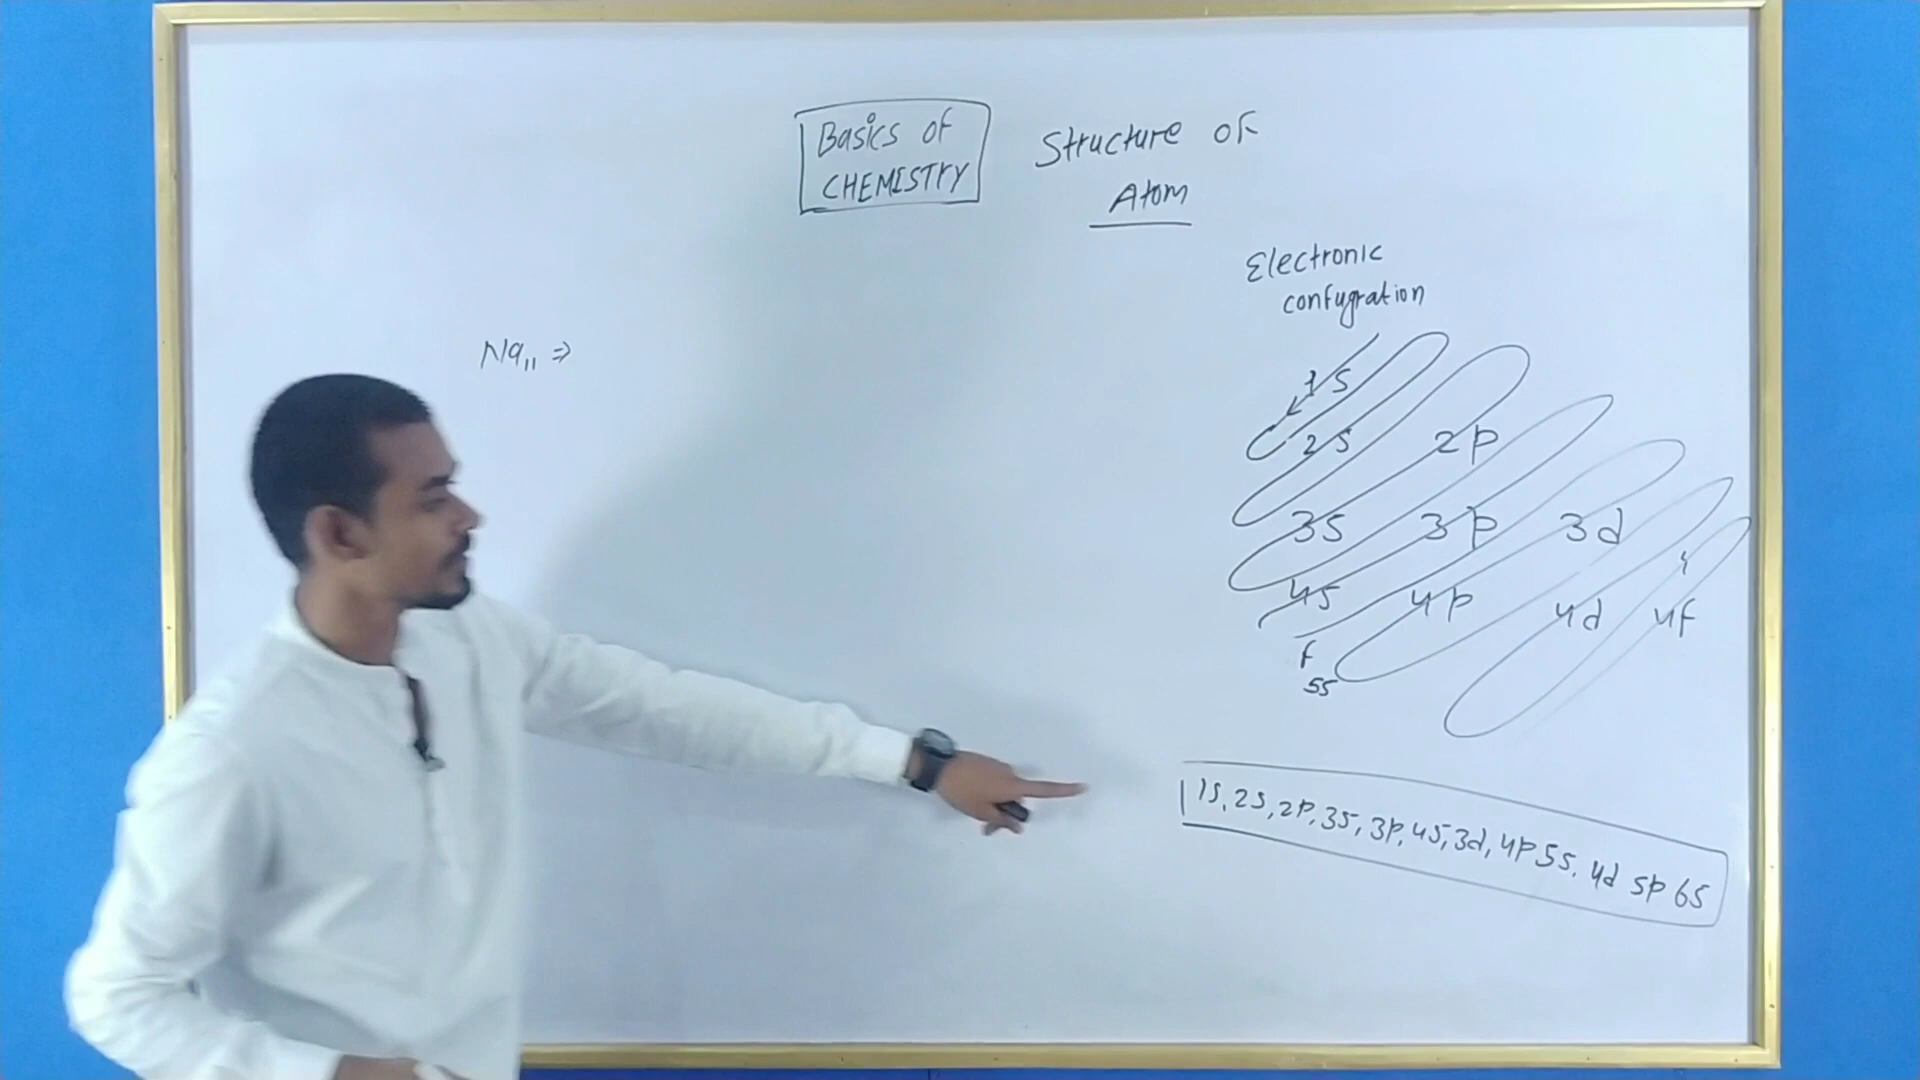 Basics of
CHEMISTRY
Structure of
Atom
Electronic
confugration
Na11 ⇒
1s
2s 2p
3s 3p 3d
4s 4p 4d 4f
5s
1s, 2s, 2p, 3s, 3p, 4s, 3d, 4p 5s, 4d 5p 6s